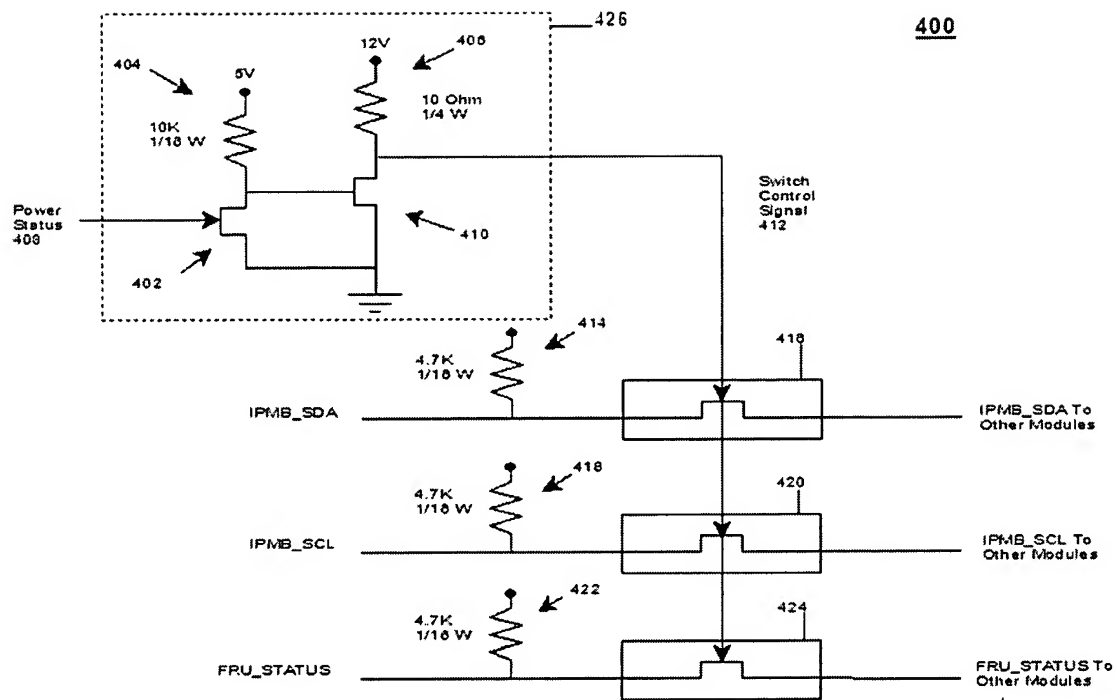 426
400
404
12V
406
5V
10 Ohm
1/4 W
10K
1/16 W
Power
Status
408
Switch
Control
Signal
412
410
402
414
4.7K
1/16 W
416
IPMB_SDA
IPMB_SDA To
Other Modules
418
4.7K
1/16 W
420
IPMB_SCL
IPMB_SCL To
Other Modules
422
4.7K
1/16 W
424
FRU_STATUS
FRU_STATUS To
Other Modules